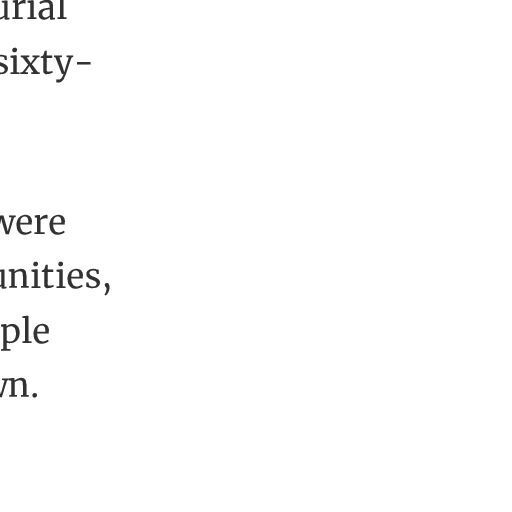 urial
sixty-
were
unities,
ple
wn.